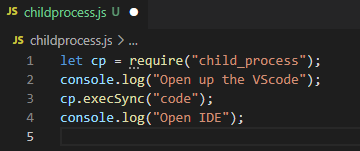 JS childprocess.js U ●
JS childprocess.js > ...
1 let cp = require("child_process");
2 console.log("Open up the VScode");
3 cp.execSync("code");
4 console.log("Open IDE");
5